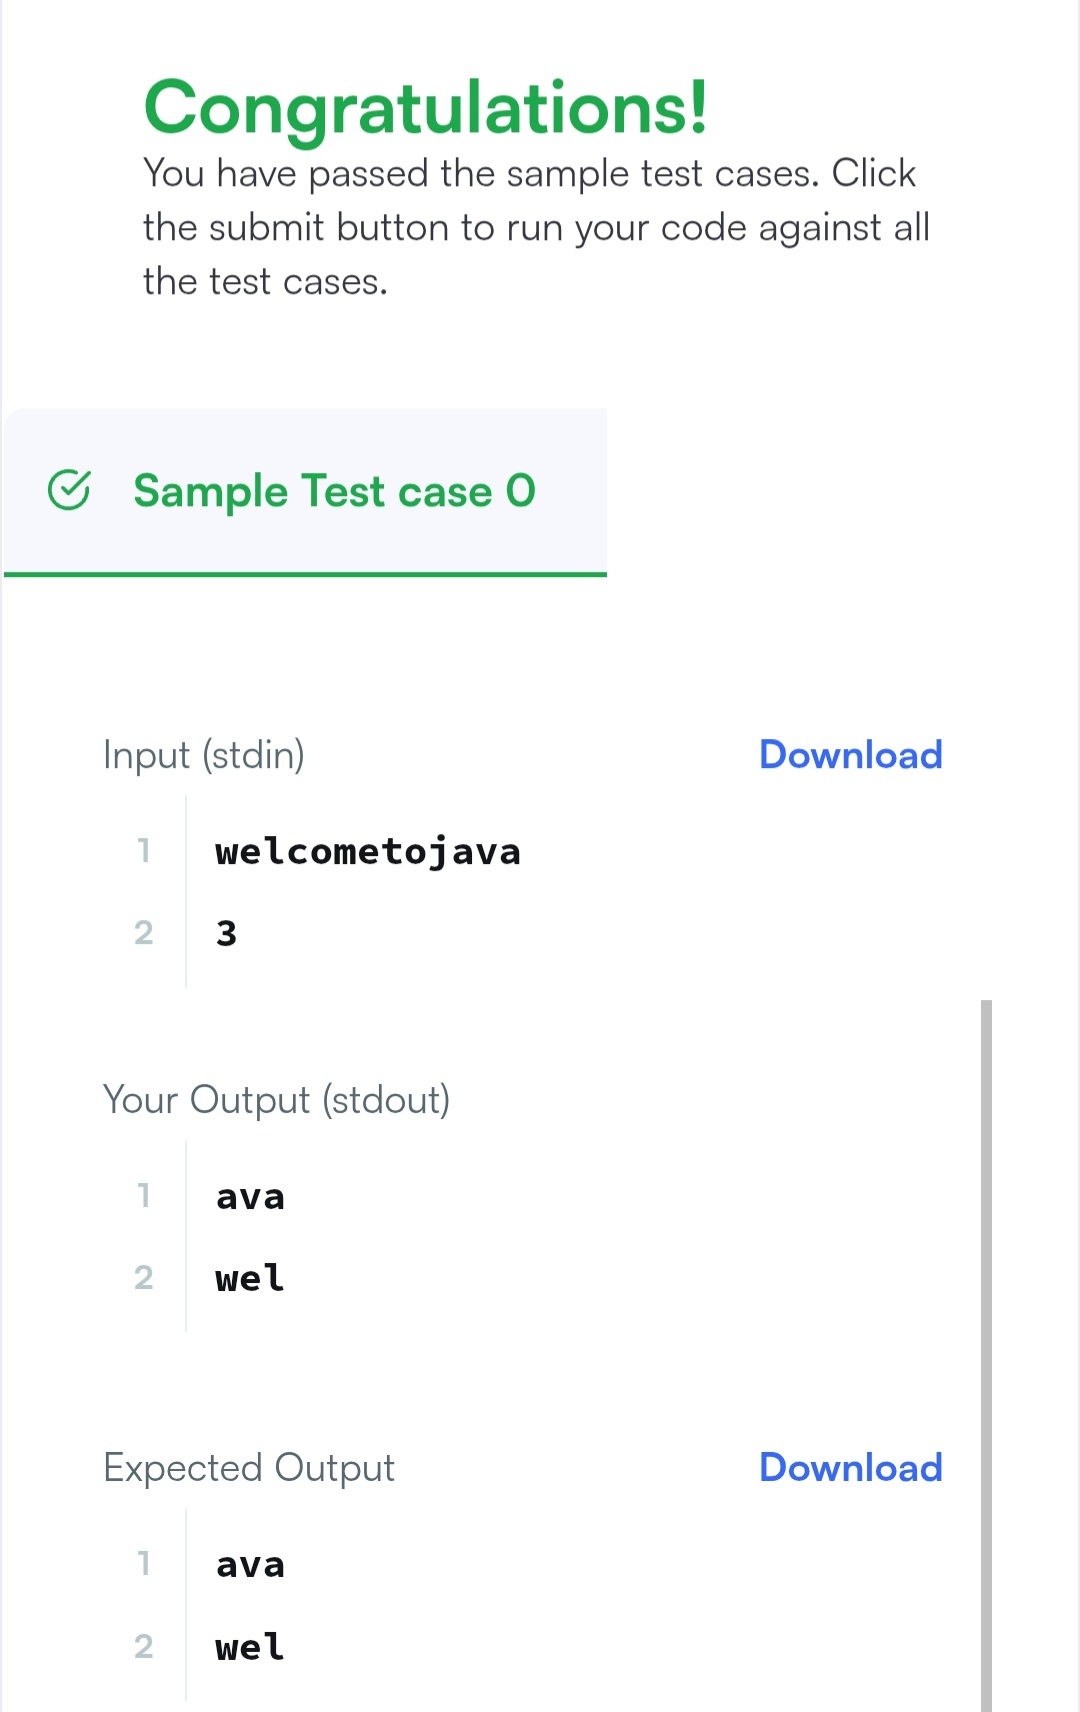 Congratulations!
You have passed the sample test cases. Click
the submit button to run your code against all
the test cases.
Sample Test case 0
Input (stdin)
Download
1 welcometojava
2 3
Your Output (stdout)
1 ava
2 wel
Expected Output
Download
1 ava
2 wel